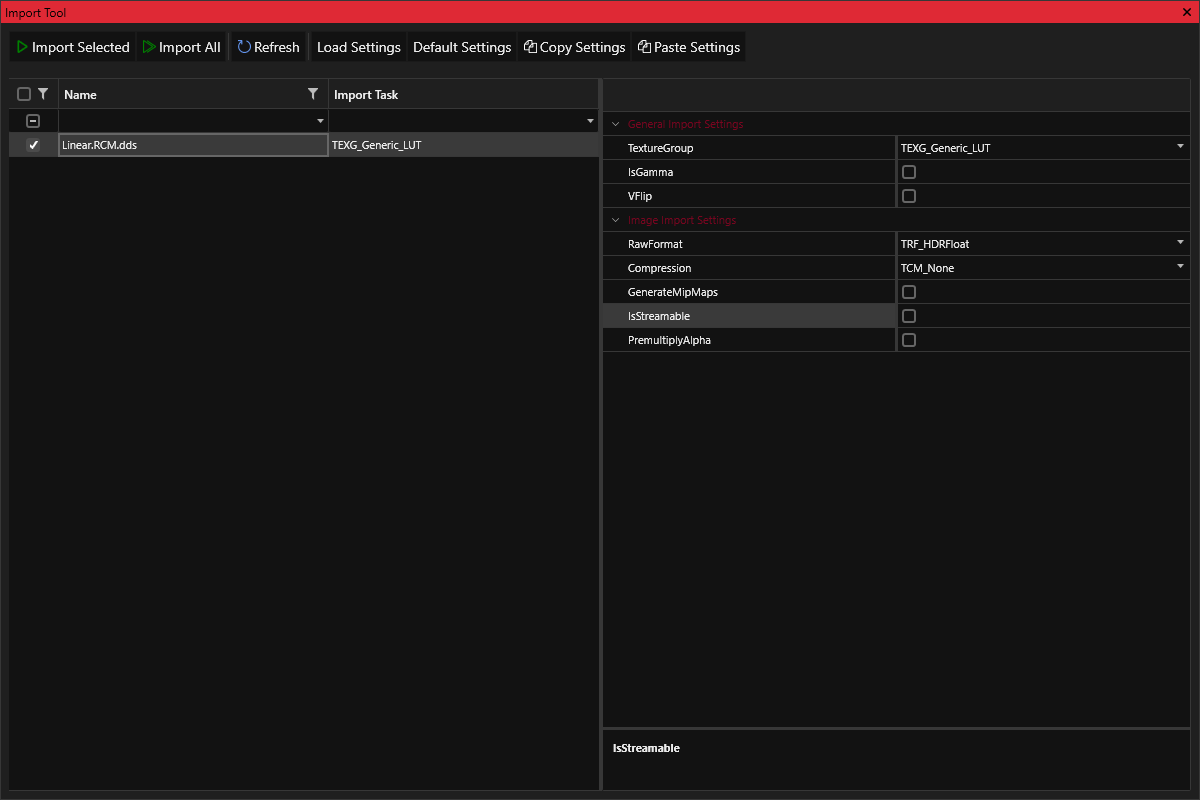 Import Tool
Import Selected Import All Refresh Load Settings Default Settings Copy Settings Paste Settings
Name Import Task
Linear.RCM.dds TEXG_Generic_LUT
General Import Settings
TextureGroup TEXG_Generic_LUT
IsGamma
VFlip
Image Import Settings
RawFormat TRF_HDRFloat
Compression TCM_None
GenerateMipMaps
IsStreamable
PremultiplyAlpha
IsStreamable